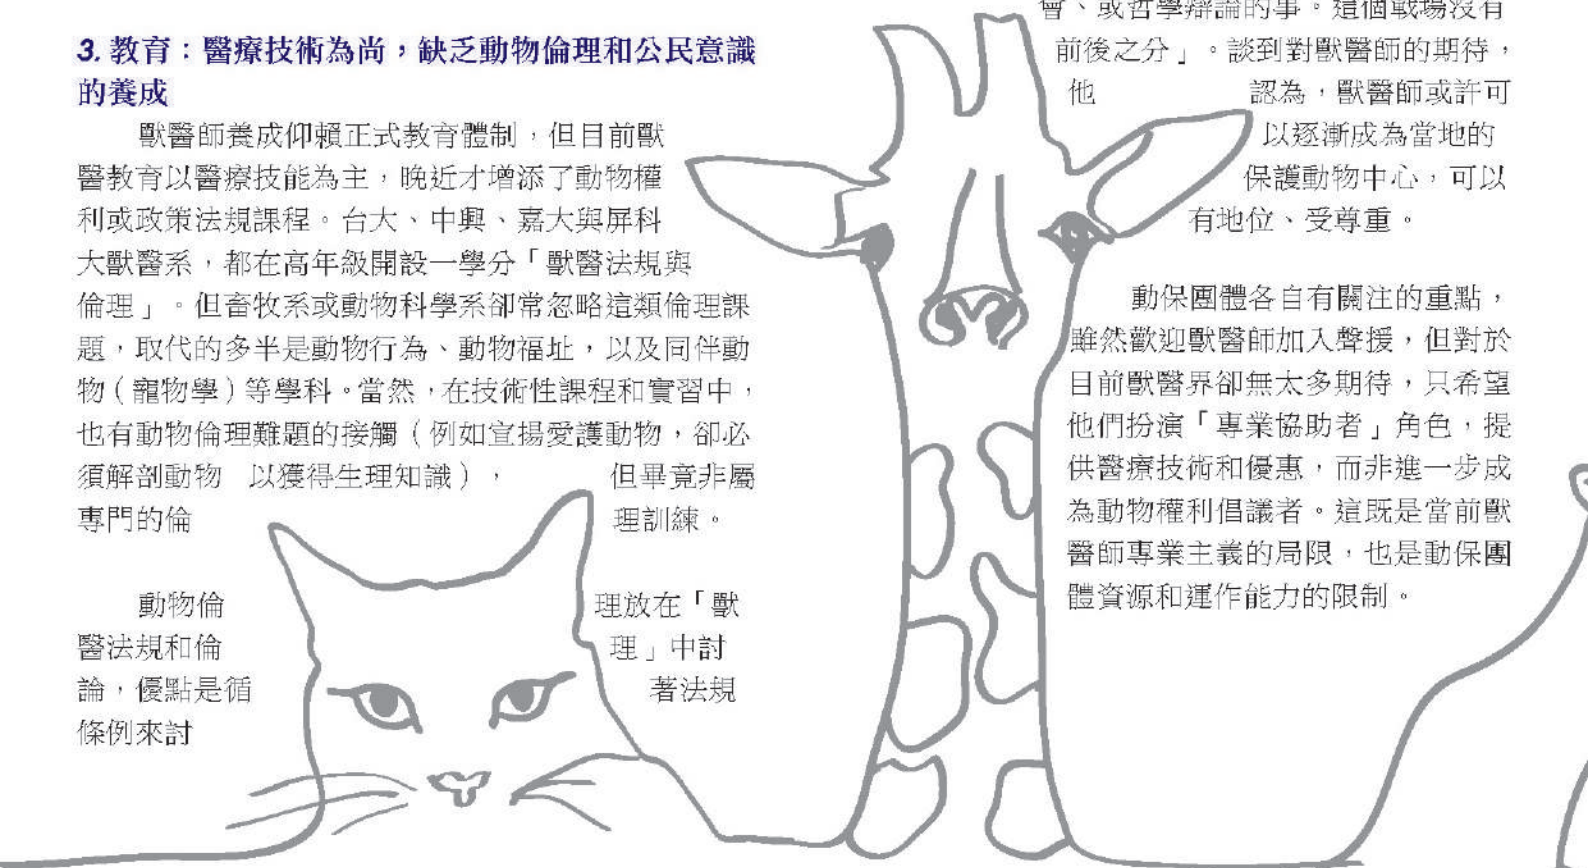 3. 教育：醫療技術為尚，缺乏動物倫理和公民意識
的養成
獸醫師養成仰賴正式教育體制，但目前獸
醫教育以醫療技能為主，晚近才增添了動物權
利或政策法規課程。台大、中興、嘉大與屏科
大獸醫系，都在高年級開設一學分「獸醫法規與
倫理」。但畜牧系或動物科學系卻常忽略這類倫理課
題，取代的多半是動物行為、動物福址，以及同伴動
物（寵物學）等學科。當然，在技術性課程和實習中，
也有動物倫理難題的接觸（例如宣揚愛護動物，卻必
須解剖動物 以獲得生理知識）， 但畢竟非屬
專門的倫 理訓練。
動物倫 理放在「獸
醫法規和倫 理」中討
論，優點是循 著法規
條例來討
會、或哲學辯論的事。這個戰場沒有
前後之分」。談到對獸醫師的期待，
他 認為，獸醫師或許可
以逐漸成為當地的
保護動物中心，可以
有地位、受尊重。
動保團體各自有關注的重點，
雖然歡迎獸醫師加入聲援，但對於
目前獸醫界卻無太多期待，只希望
他們扮演「專業協助者」角色，提
供醫療技術和優惠，而非進一步成
為動物權利倡議者。這既是當前獸
醫師專業主義的局限，也是動保團
體資源和運作能力的限制。